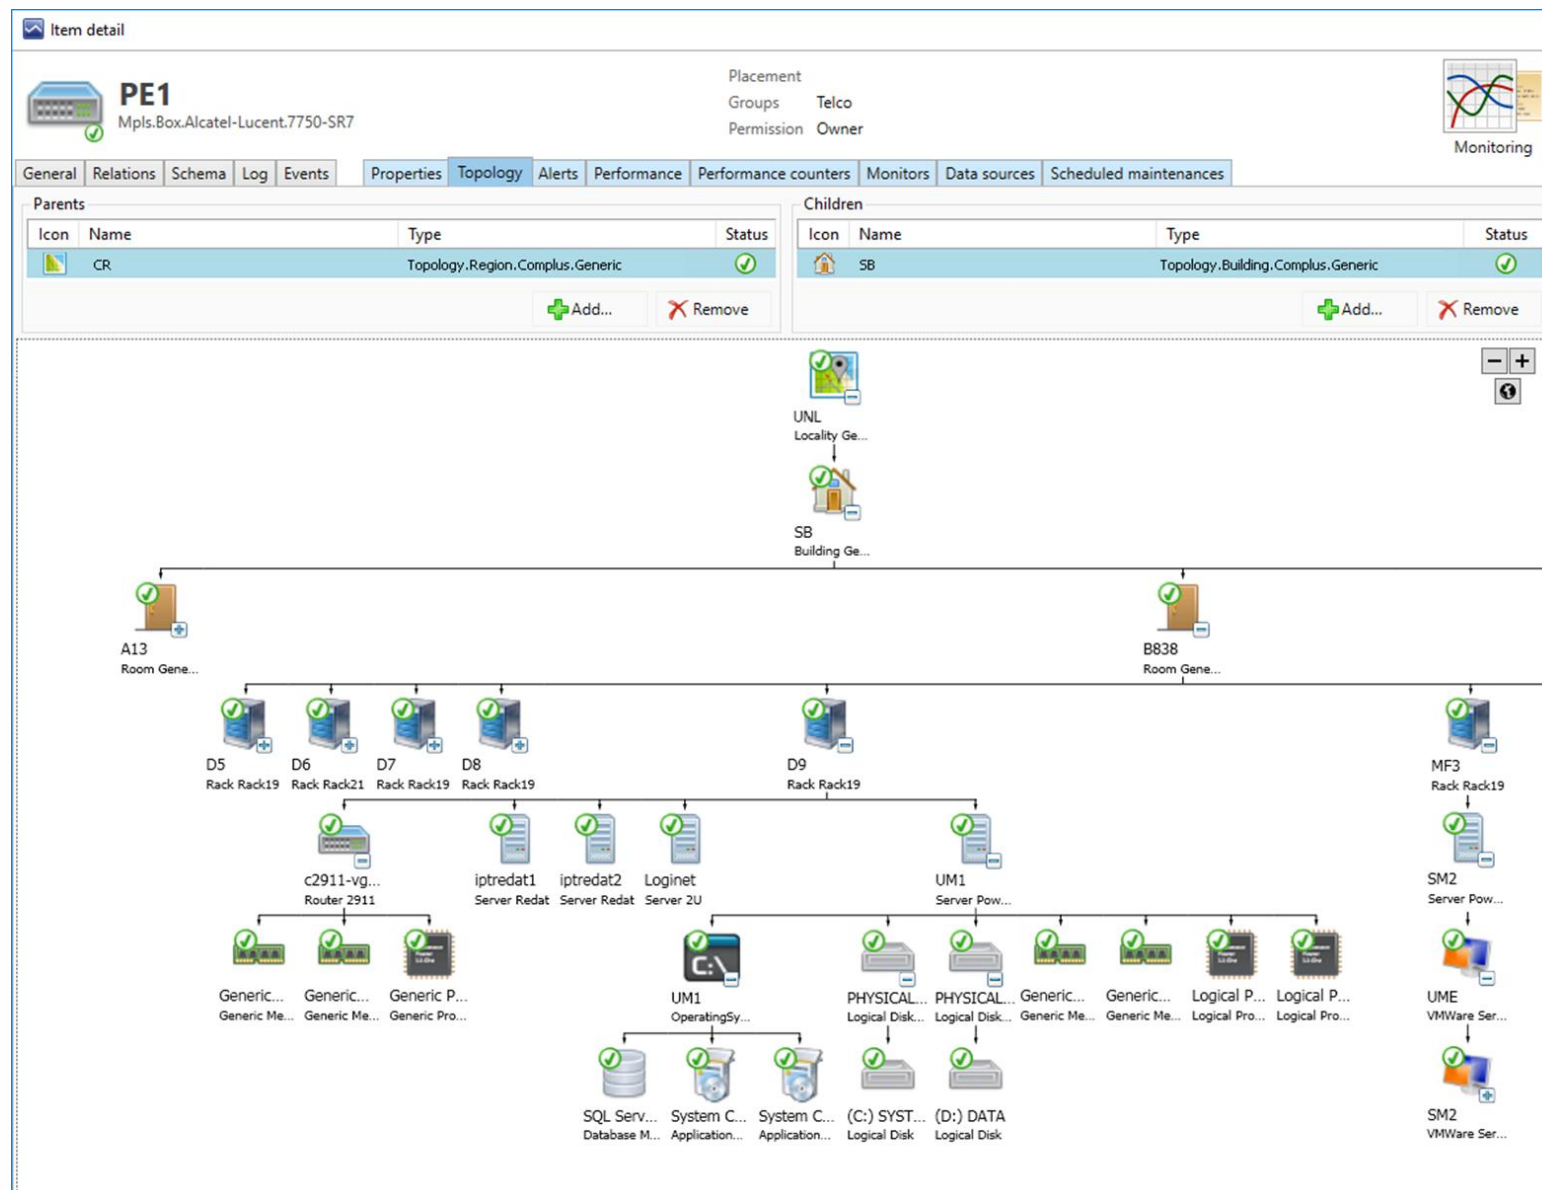 Item detail
PE1
Mpls.Box.Alcatel-Lucent.7750-SR7
Placement
Groups Telco
Permission Owner
Monitoring
General Relations Schema Log Events Properties Topology Alerts Performance Performance counters Monitors Data sources Scheduled maintenances
Parents
Icon Name Type Status
CR Topology.Region.Complus.Generic
Add... Remove
Children
Icon Name Type Status
SB Topology.Building.Complus.Generic
Add... Remove
UNL
Locality Ge...
SB
Building Ge...
A13
Room Gene...
B838
Room Gene...
D5 D6 D7 D8 D9 MF3
Rack Rack19 Rack Rack21 Rack Rack19 Rack Rack19 Rack Rack19 Rack Rack19
c2911-vg... iptredat1 iptredat2 Loginet UM1 SM2
Router 2911 Server Redat Server Redat Server 2U Server Pow... Server Pow...
C:\
Generic... Generic... Generic P... UM1 PHYSICAL... PHYSICAL... Generic... Generic... Logical P... Logical P... UME
Generic Me... Generic Me... Generic Pro... OperatingSy... Logical Disk... Logical Disk... Generic Me... Generic Me... Logical Pro... Logical Pro... VMWare Ser...
SQL Serv... System C... System C... (C:) SYST... (D:) DATA SM2
Database M... Application... Application... Logical Disk Logical Disk VMWare Ser...